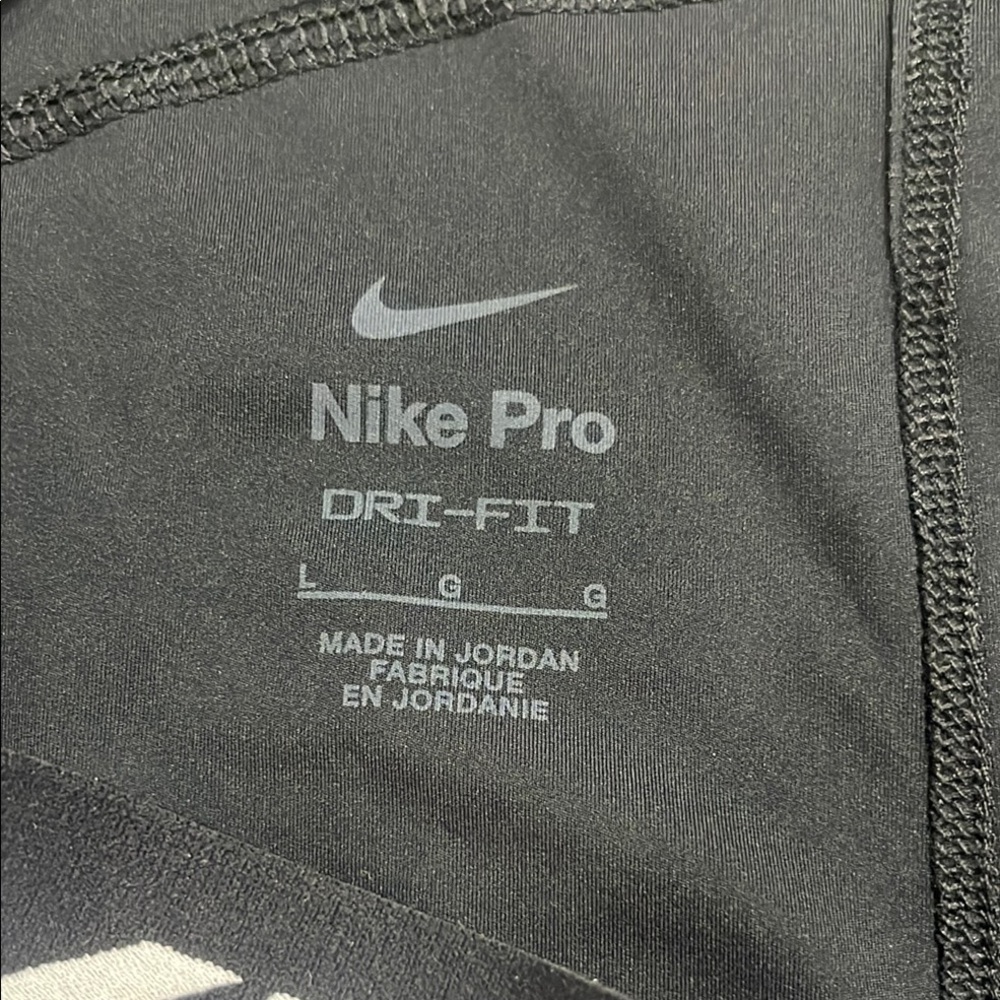 Nike Pro
DRI-FIT
L G G
MADE IN JORDAN
FABRIQUE
EN JORDANIE